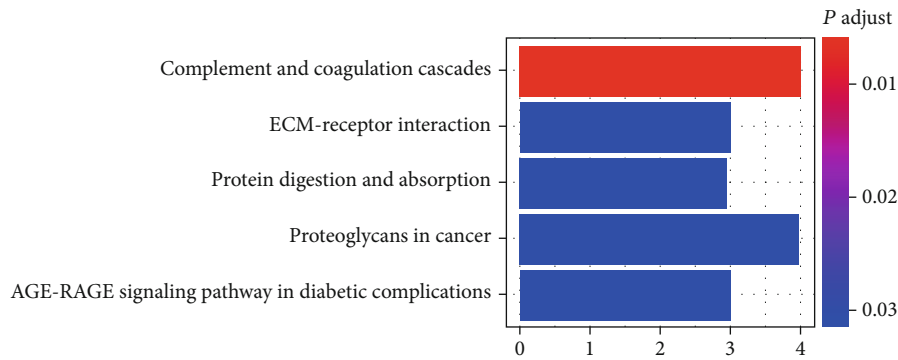 P adjust
Complement and coagulation cascades
ECM-receptor interaction
Protein digestion and absorption
Proteoglycans in cancer
AGE-RAGE signaling pathway in diabetic complications
0 1 2 3 4
0.01
0.02
0.03